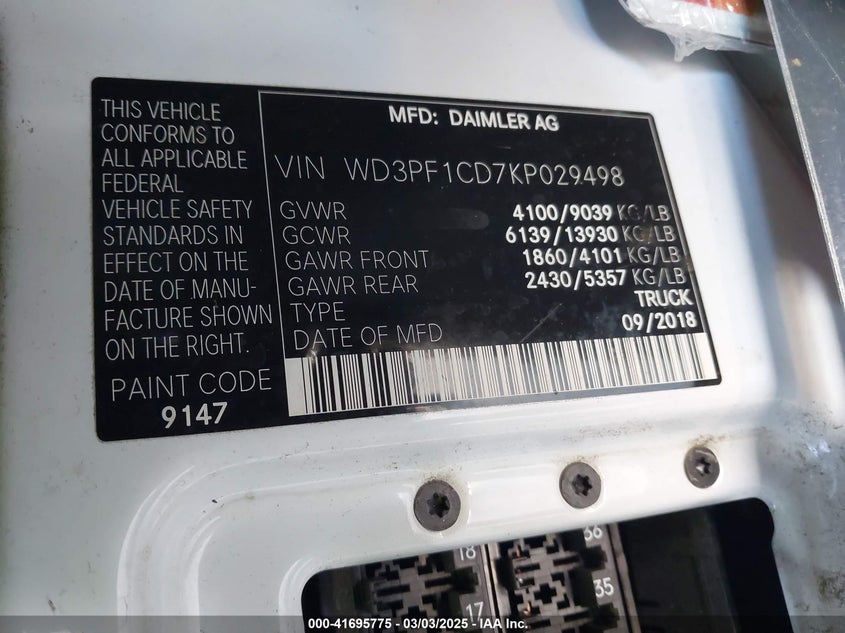 THIS VEHICLE
CONFORMS TO
ALL APPLICABLE
FEDERAL
VEHICLE SAFETY
STANDARDS IN
EFFECT ON THE
DATE OF MANU-
FACTURE SHOWN
ON THE RIGHT.
PAINT CODE
9147
MFD: DAIMLER AG
VIN WD3PF1CD7KP029498
GVWR 4100/9039 KG/LB
GCWR 6139/13930 KG/LB
GAWR FRONT 1860/4101 KG/LB
GAWR REAR 2430/5357 KG/LB
TYPE TRUCK
DATE OF MFD 09/2018
18 36
17 35
000-41695775 — 03/03/2025 — IAA Inc.